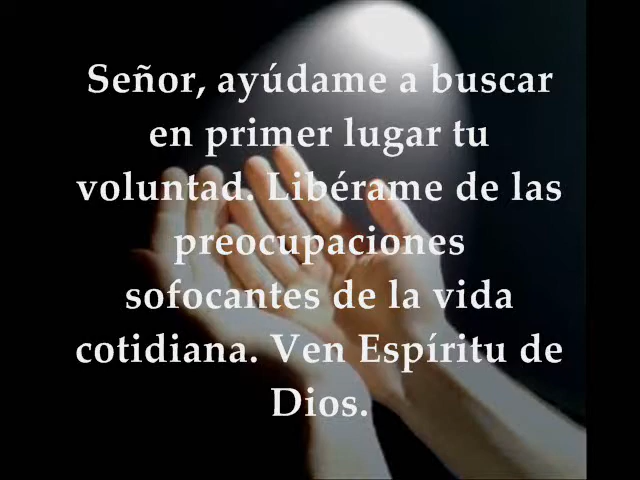 Señor, ayúdame a buscar
en primer lugar tu
voluntad. Libérame de las
preocupaciones
sofocantes de la vida
cotidiana. Ven Espíritu de
Dios.